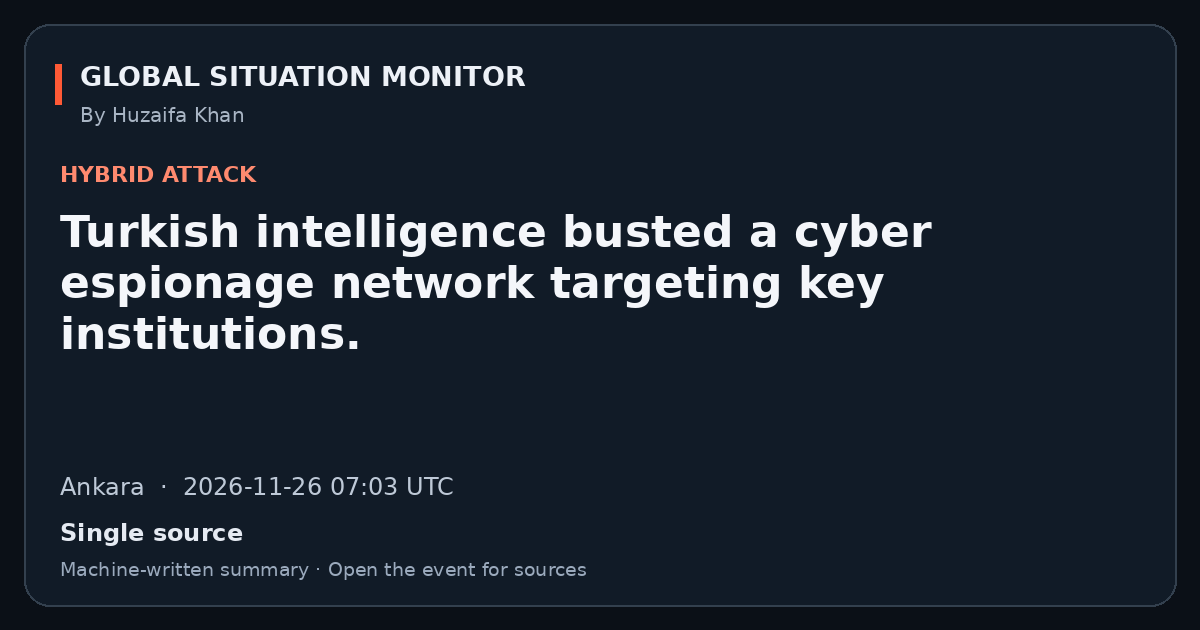 GLOBAL SITUATION MONITOR
By Huzaifa Khan
HYBRID ATTACK
Turkish intelligence busted a cyber
espionage network targeting key
institutions.
Ankara · 2026-11-26 07:03 UTC
Single source
Machine-written summary · Open the event for sources